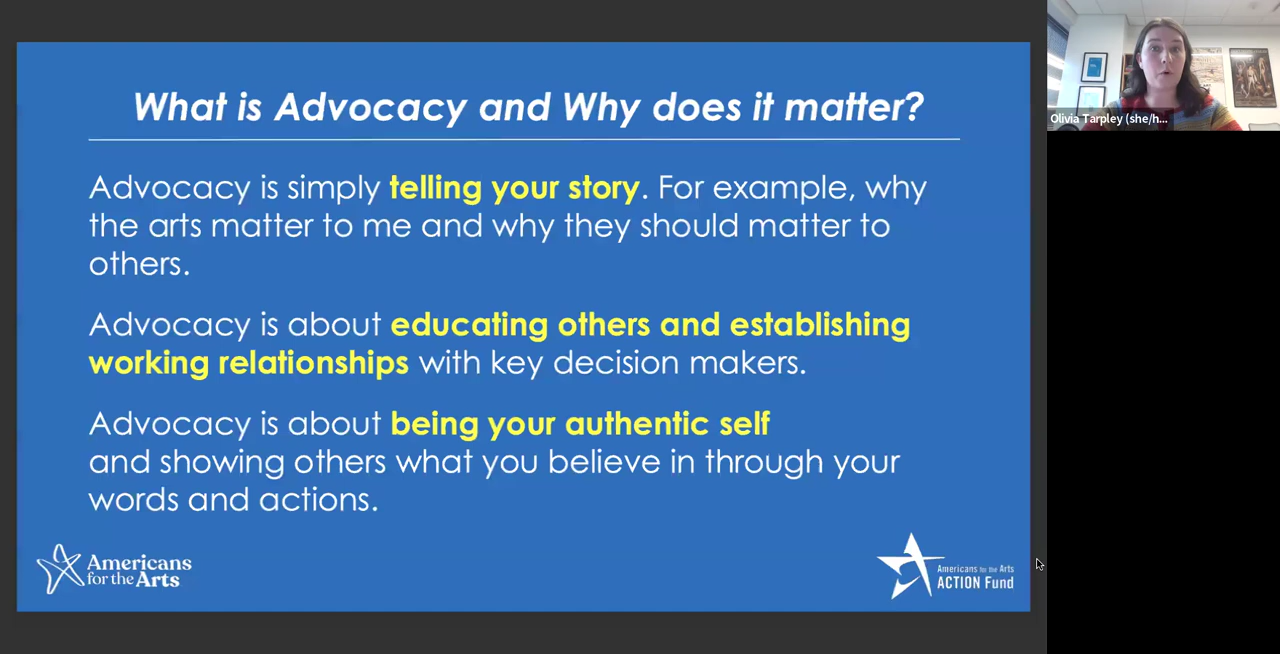 What is Advocacy and Why does it matter?
Advocacy is simply telling your story. For example, why
the arts matter to me and why they should matter to
others.
Advocacy is about educating others and establishing
working relationships with key decision makers.
Advocacy is about being your authentic self
and showing others what you believe in through your
words and actions.
Americans
for the Arts
Americans for the Arts
ACTION Fund
Olivia Tarpley (she/h...